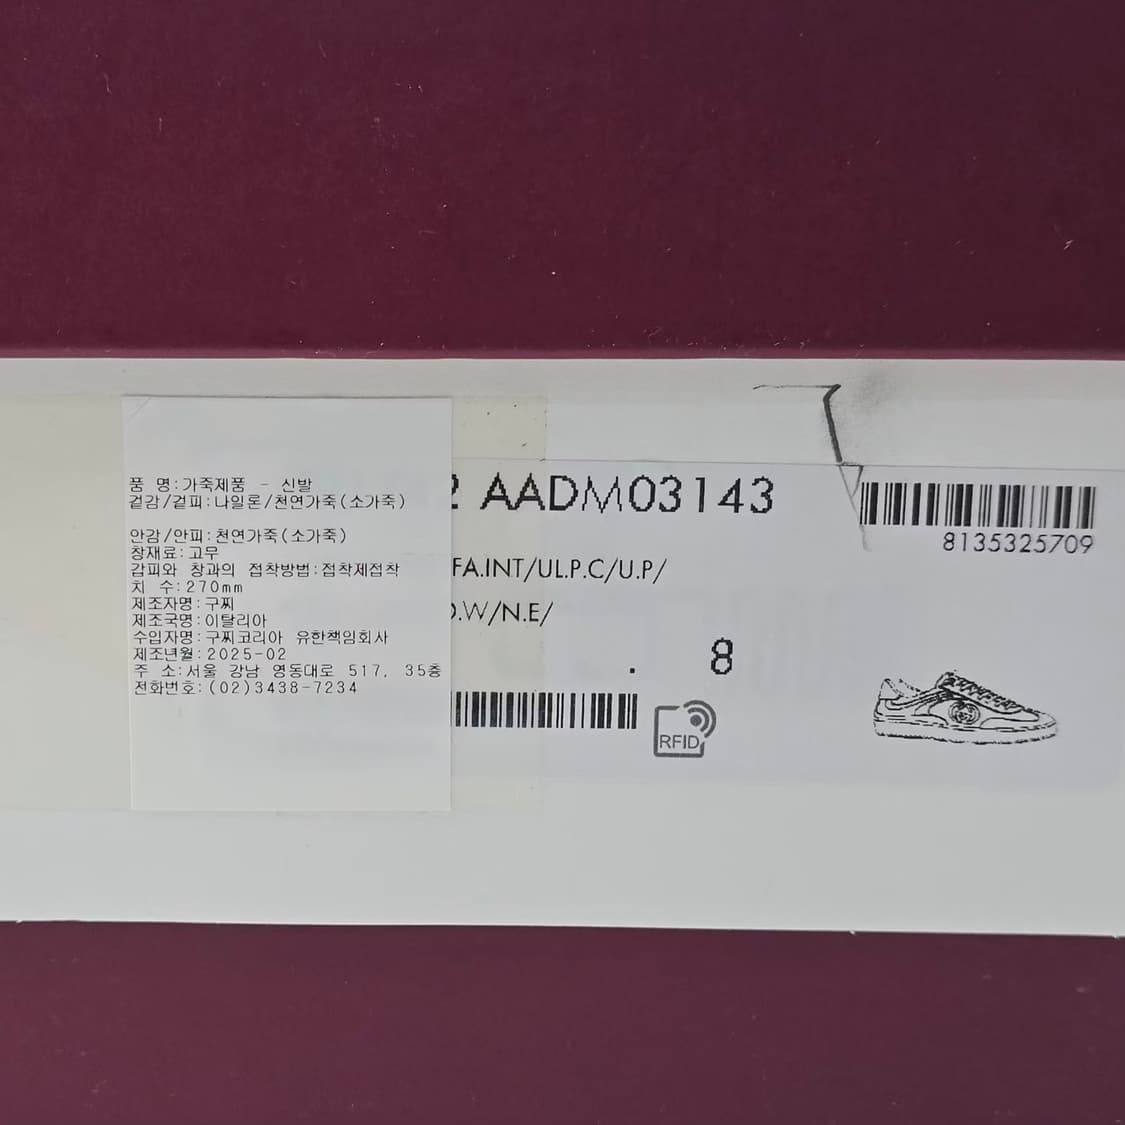 품 명:가죽제품 - 신발
겉감/겉피:나일론/천연가죽(소가죽)
안감/안피:천연가죽(소가죽)
창재료:고무
갑피와 창과의 접착방법:접착제접착
치 수:270mm
제조자명:구찌
제조국명:이탈리아
수입자명:구찌코리아 유한책임회사
제조년월:2025-02
주 소:서울 강남 영동대로 517, 35층
전화번호:(02)3438-7234
2 AADM03143
8135325709
FA.INT/UL.P.C/U.P/
D.W/N.E/
. 8
RFID